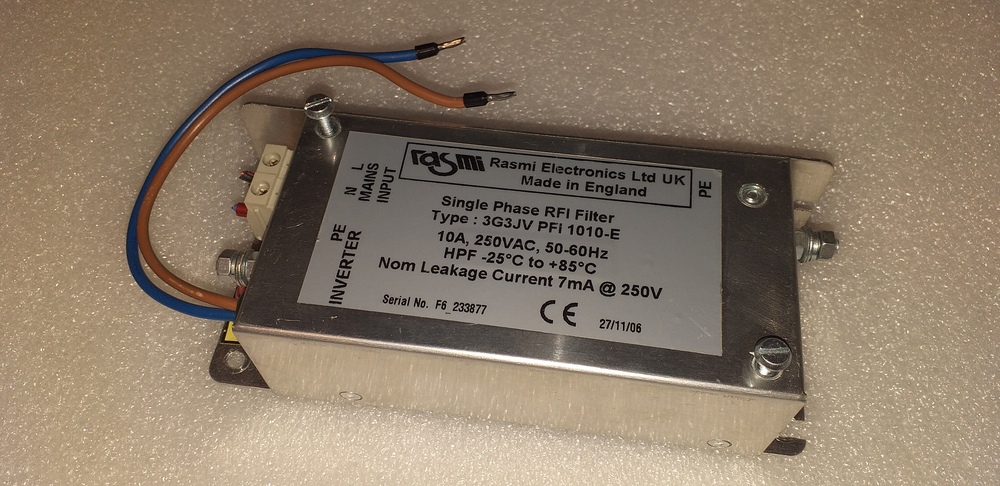 rasmi Rasmi Electronics Ltd UK
Made in England
Single Phase RFI Filter
Type : 3G3JV PFI 1010-E
10A, 250VAC, 50-60Hz
HPF -25°C to +85°C
Nom Leakage Current 7mA @ 250V
Serial No. F6_233877
CE
27/11/06
N L
MAINS
INPUT
PE
INVERTER
PE